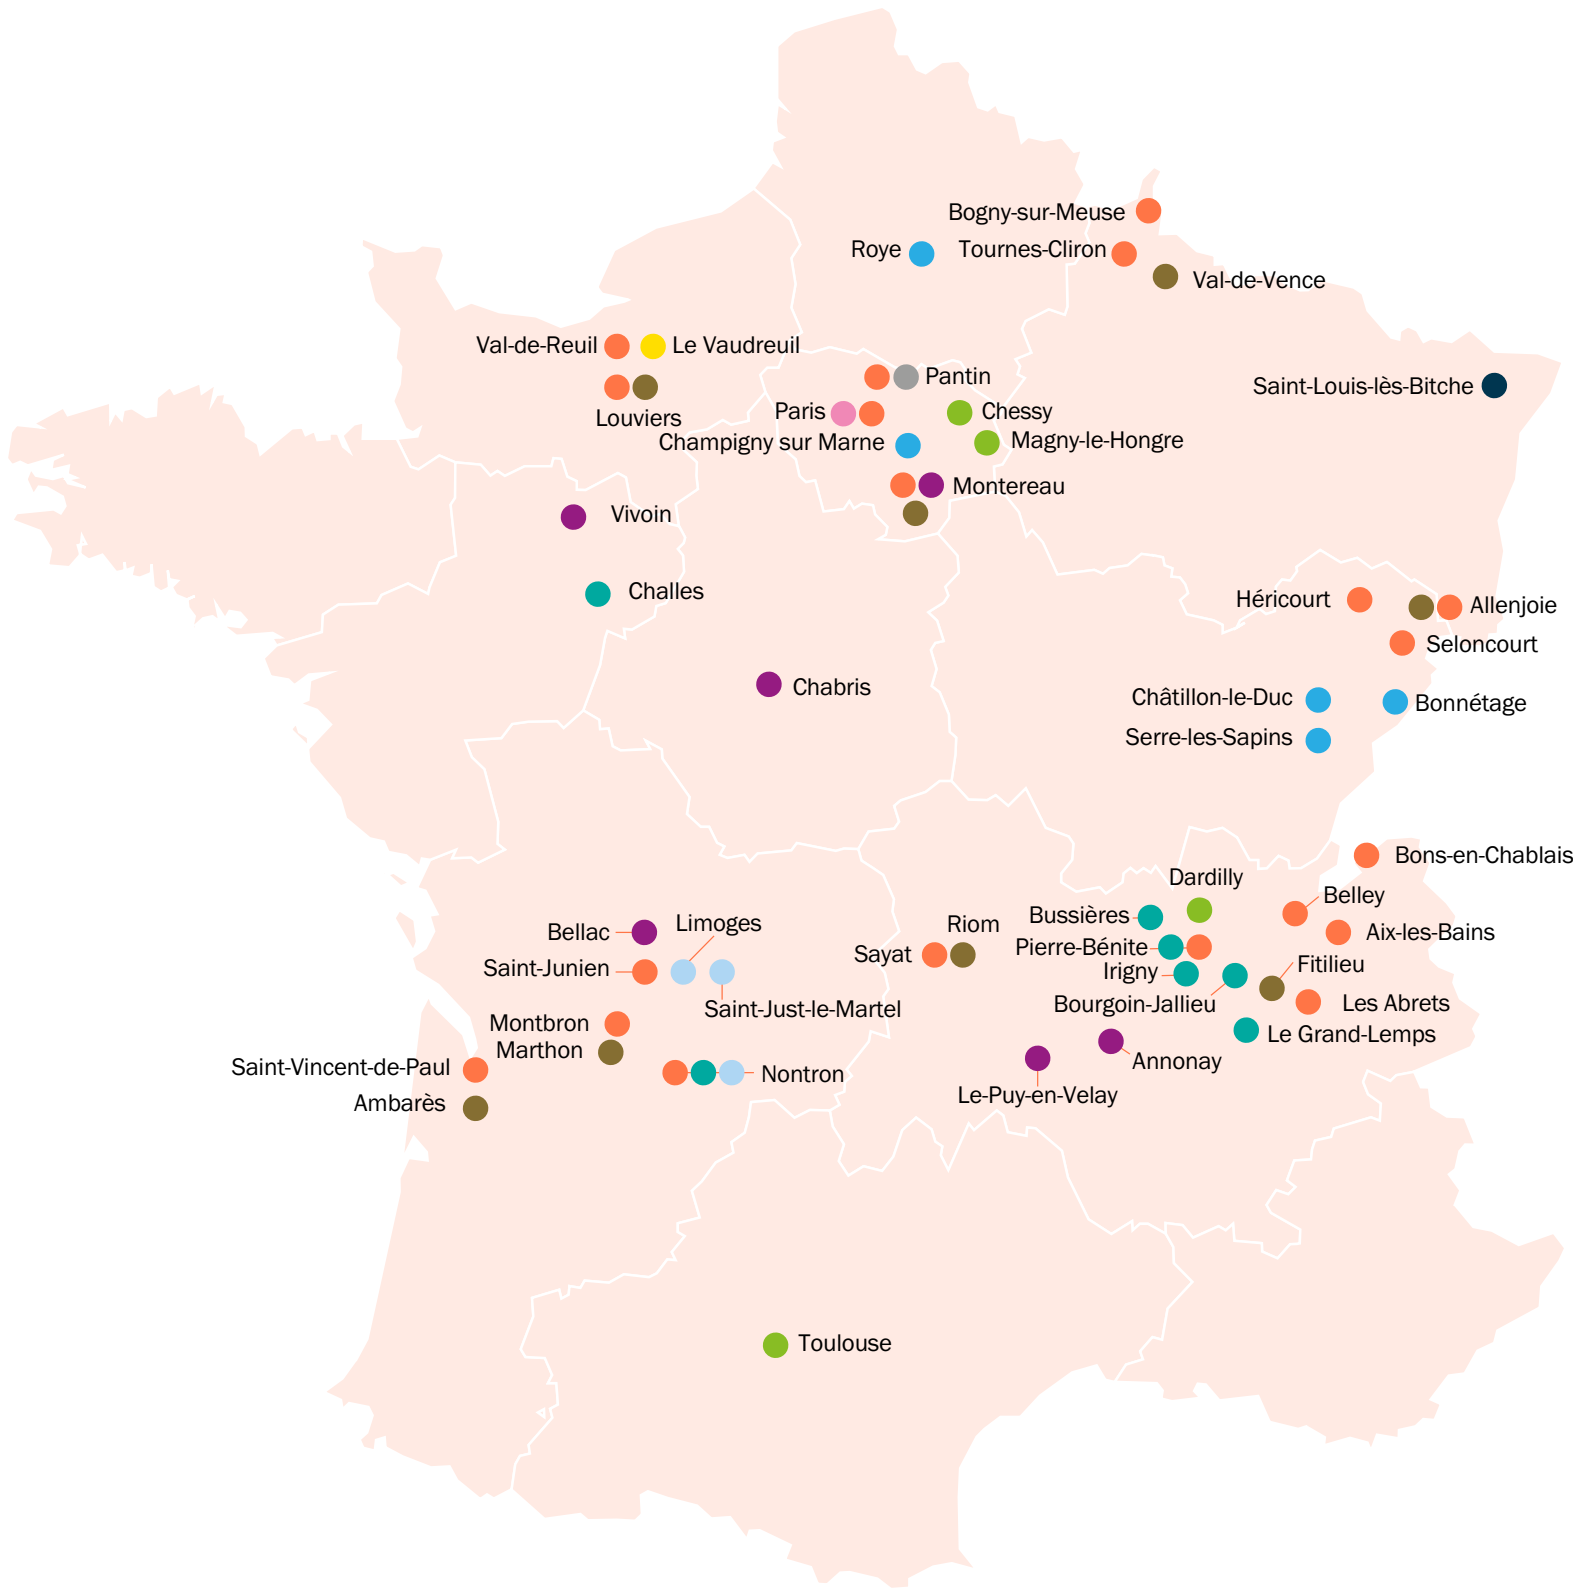 Bogny-sur-Meuse
Roye
Tournes-Cliron
Val-de-Vence
Val-de-Reuil
Le Vaudreuil
Louviers
Pantin
Saint-Louis-lès-Bitche
Paris
Chessy
Champigny sur Marne
Magny-le-Hongre
Montereau
Vivoin
Challes
Héricourt
Allenjoie
Seloncourt
Chabris
Châtillon-le-Duc
Bonnétage
Serre-les-Sapins
Bons-en-Chablais
Dardilly
Belley
Bussières
Limoges
Riom
Bellac
Aix-les-Bains
Pierre-Bénite
Sayat
Saint-Junien
Irigny
Fitilieu
Bourgoin-Jallieu
Les Abrets
Saint-Just-le-Martel
Montbron
Le Grand-Lemps
Marthon
Annonay
Saint-Vincent-de-Paul
Nontron
Le-Puy-en-Velay
Ambarès
Toulouse